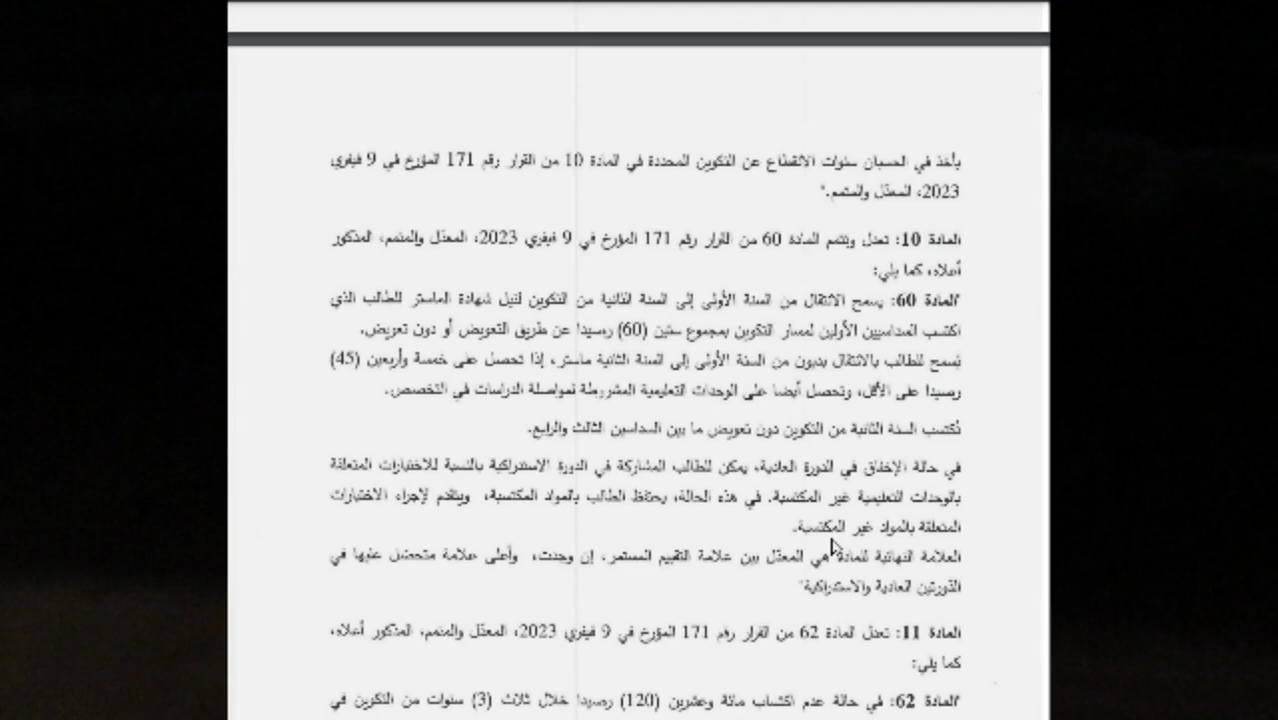 يأخذ في الحسبان سنوات الانقطاع عن التكوين المحددة في المادة 10 من القرار رقم 171 المؤرخ في 9 فيفري
2023، المعدّل والمتمم."
المادة 10: تعدل وتتمم المادة 60 من القرار رقم 171 المؤرخ في 9 فيفري 2023، المعدّل والمتمم، المذكور
أعلاه، كما يلي:
"المادة 60: يسمح الانتقال من السنة الأولى إلى السنة الثانية من التكوين لنيل شهادة الماستر للطالب الذي
اكتسب السداسيين الأولين لمسار التكوين بمجموع ستين (60) رصيدا عن طريق التعويض أو دون تعويض.
يسمح للطالب بالانتقال بديون من السنة الأولى إلى السنة الثانية ماستر، إذا تحصل على خمسة وأربعين (45)
رصيدا على الأقل، وتحصل أيضا على الوحدات التعليمية المشروطة لمواصلة الدراسات في التخصص.
تُكتسب السنة الثانية من التكوين دون تعويض ما بين السداسين الثالث والرابع.
في حالة الإخفاق في الدورة العادية، يمكن للطالب المشاركة في الدورة الاستدراكية بالنسبة للاختبارات المتعلقة
بالوحدات التعليمية غير المكتسبة. في هذه الحالة، يحتفظ الطالب بالمواد المكتسبة، ويتقدم لإجراء الاختبارات
المتعلقة بالمواد غير المكتسبة.
العلامة النهائية للمادة هي المعدّل بين علامة التقييم المستمر، إن وجدت، وأعلى علامة متحصل عليها في
الدورتين العادية والاستدراكية"
المادة 11: تعدل المادة 62 من القرار رقم 171 المؤرخ في 9 فيفري 2023، المعدّل والمتمم، المذكور أعلاه،
كما يلي:
"المادة 62: في حالة عدم اكتساب مائة وعشرين (120) رصيدا خلال ثلاث (3) سنوات من التكوين في